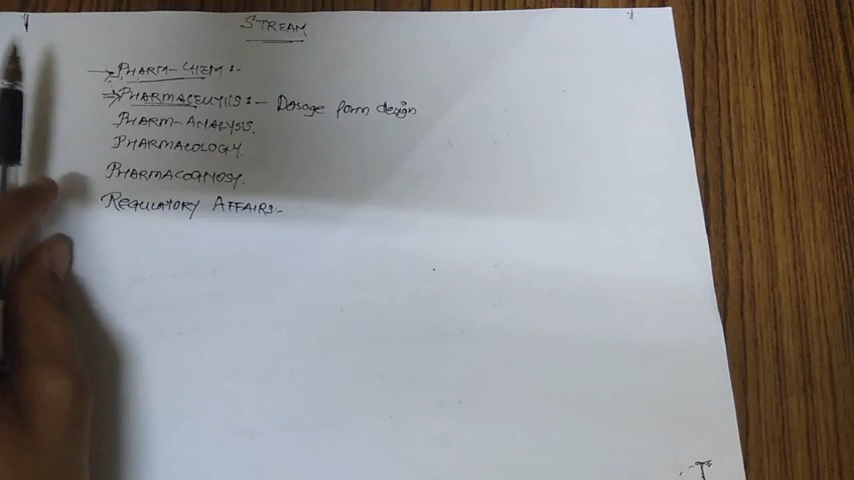 STREAM
→ PHARM-CHEM:-
⇒ PHARMACEUTICS:- Dosage form design
PHARM-ANALYSIS.
PHARMACOLOGY.
PHARMACOGNOSY.
REGULATORY AFFAIRS:-